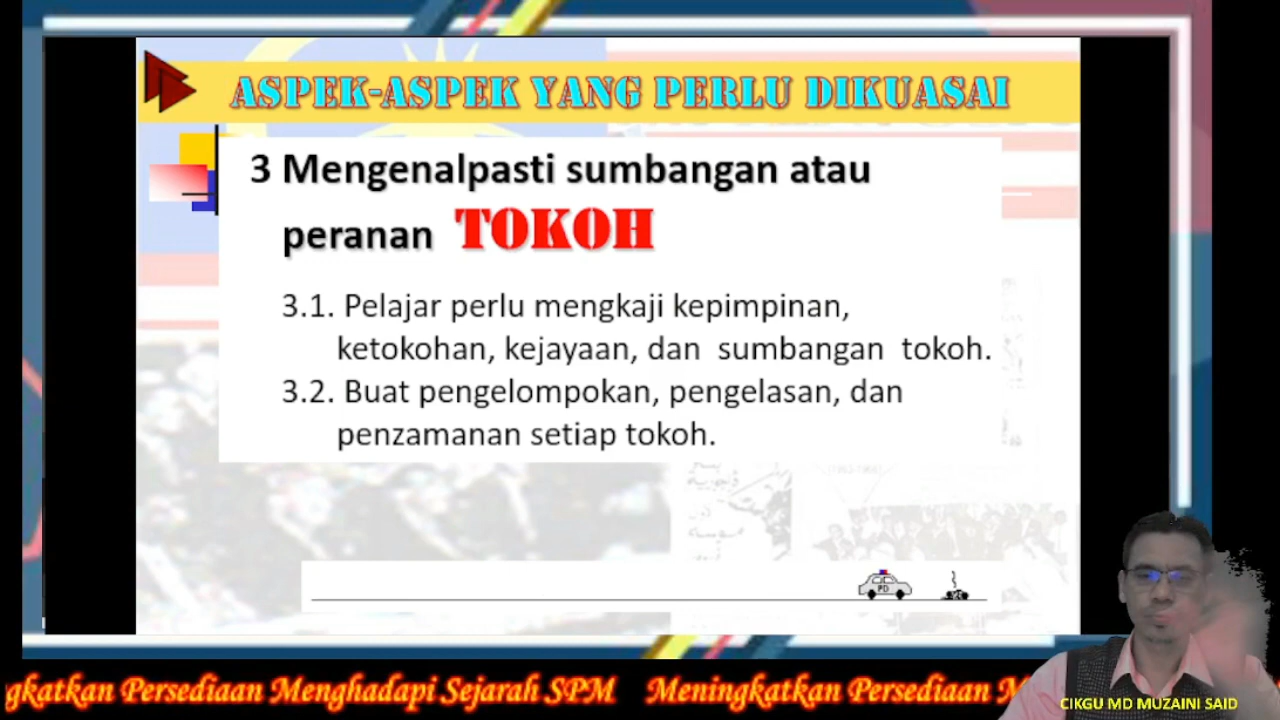 ASPEK-ASPEK YANG PERLU DIKUASAI
3 Mengenalpasti sumbangan atau
peranan TOKOH
3.1. Pelajar perlu mengkaji kepimpinan,
ketokohan, kejayaan, dan sumbangan tokoh.
3.2. Buat pengelompokan, pengelasan, dan
penzamanan setiap tokoh.
PD
gkatkan Persediaan Menghadapi Sejarah SPM Meningkatkan Persediaan M
CIKGU MD MUZAINI SAID